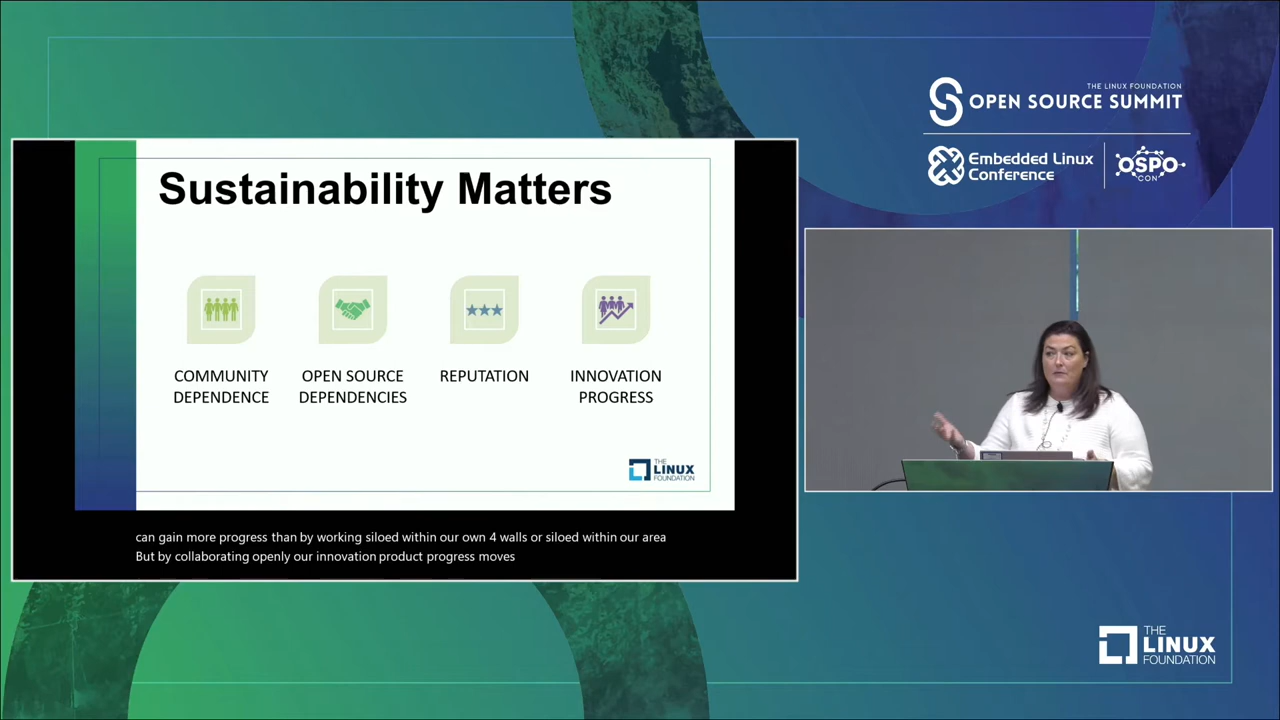 THE LINUX FOUNDATION
OPEN SOURCE SUMMIT
Embedded Linux
Conference
OSPO
CON
Sustainability Matters
COMMUNITY
DEPENDENCE
OPEN SOURCE
DEPENDENCIES
REPUTATION
INNOVATION
PROGRESS
THE
LINUX
FOUNDATION
can gain more progress than by working siloed within our own 4 walls or siloed within our area
But by collaborating openly our innovation product progress moves
THE
LINUX
FOUNDATION